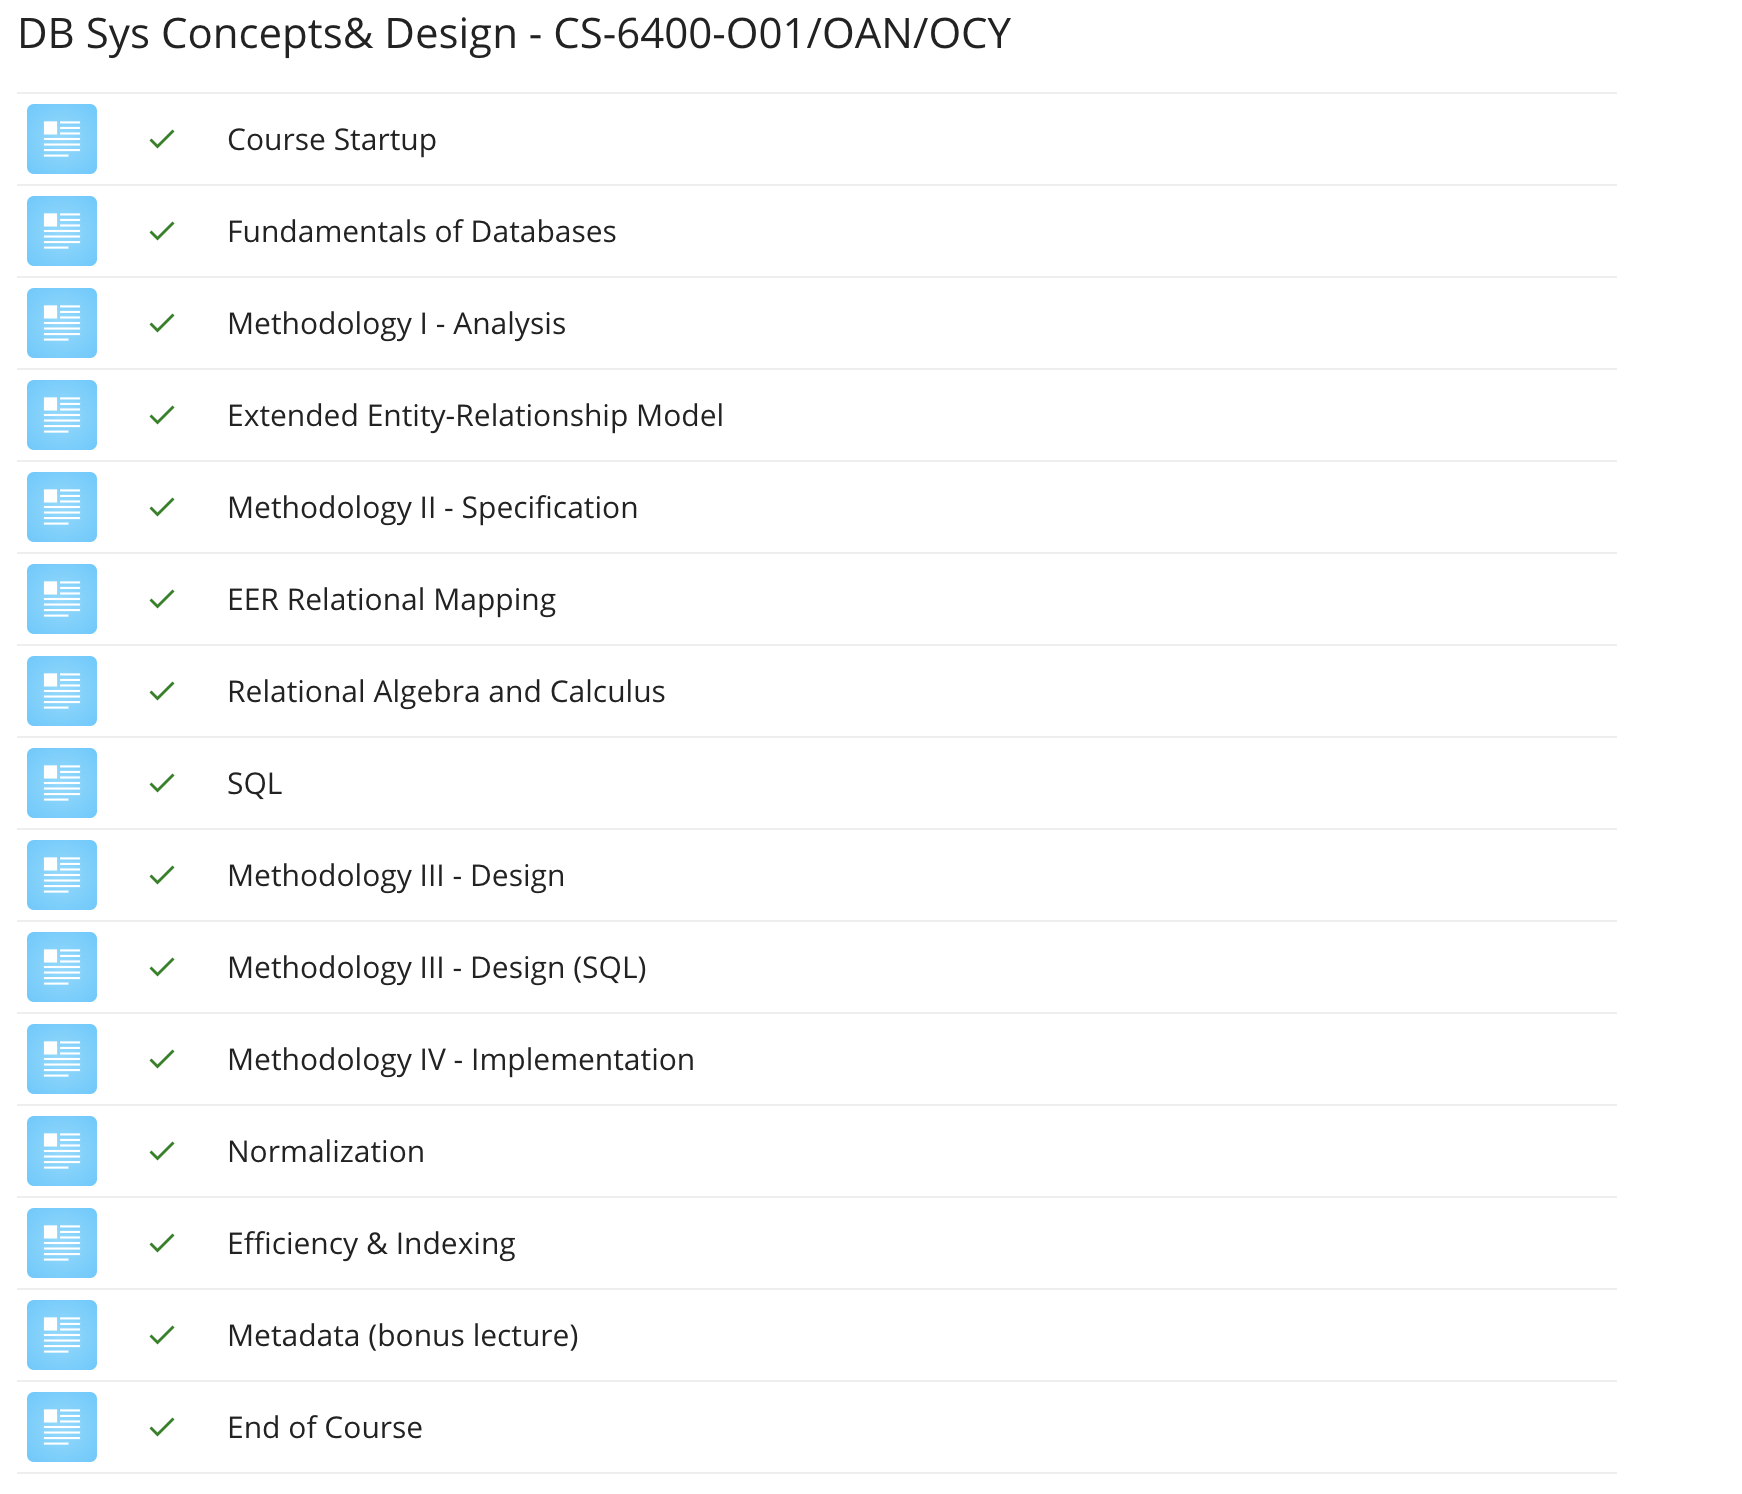 DB Sys Concepts& Design - CS-6400-O01/OAN/OCY
Course Startup
Fundamentals of Databases
Methodology I - Analysis
Extended Entity-Relationship Model
Methodology II - Specification
EER Relational Mapping
Relational Algebra and Calculus
SQL
Methodology III - Design
Methodology III - Design (SQL)
Methodology IV - Implementation
Normalization
Efficiency & Indexing
Metadata (bonus lecture)
End of Course